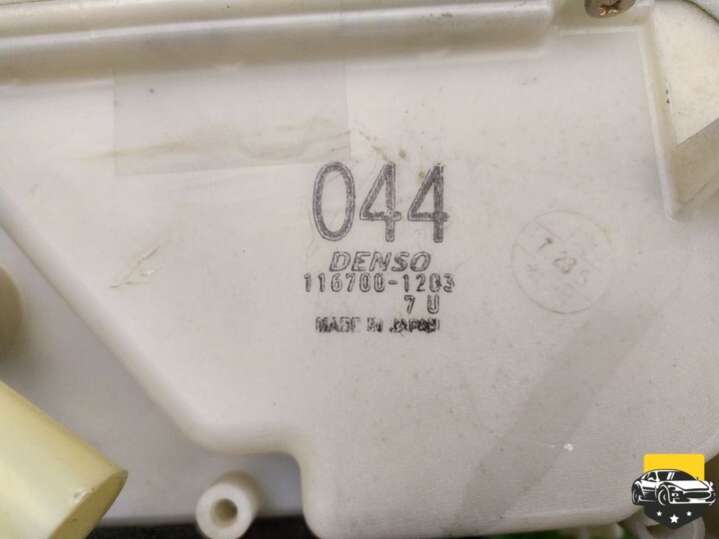 044
DENSO
116700-1203
7 U
MADE IN JAPAN